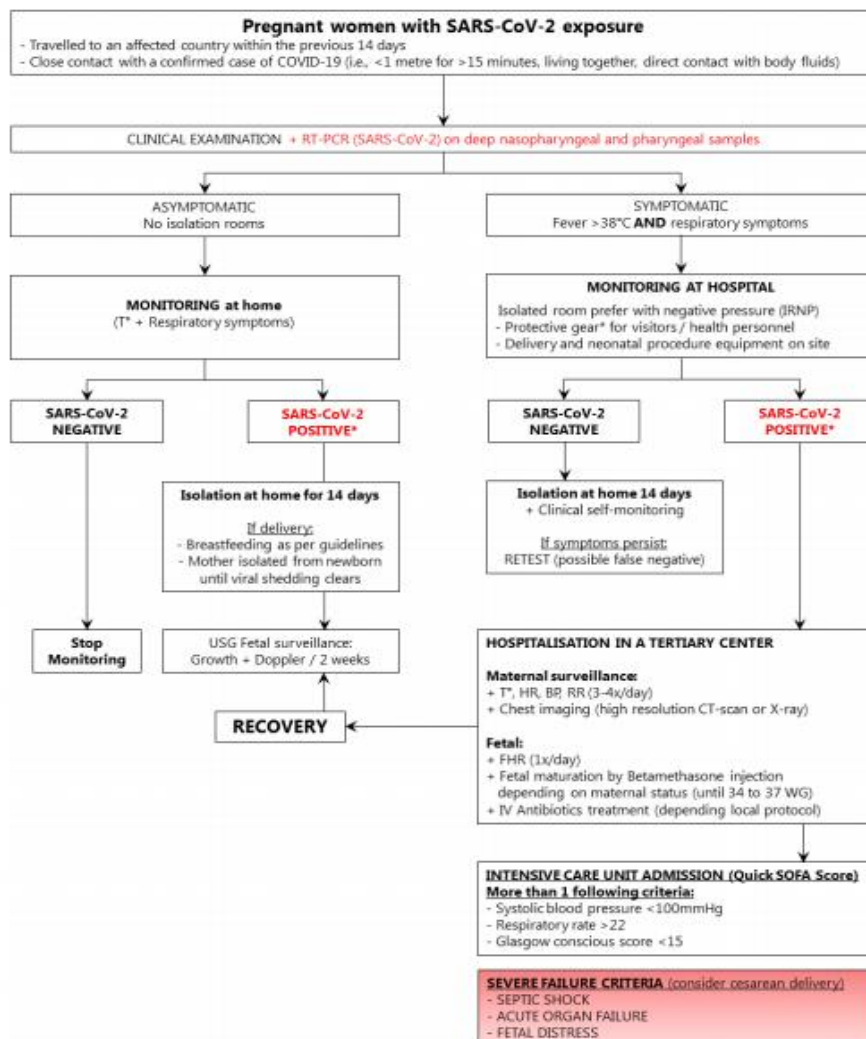 Pregnant women with SARS-CoV-2 exposure
- Travelled to an affected country within the previous 14 days
- Close contact with a confirmed case of COVID-19 (i.e., <1 metre for >15 minutes, living together, direct contact with body fluids)
CLINICAL EXAMINATION + RT-PCR (SARS-CoV-2) on deep nasopharyngeal and pharyngeal samples
ASYMPTOMATIC
No isolation rooms
SYMPTOMATIC
Fever >38°C AND respiratory symptoms
MONITORING at home
(T° + Respiratory symptoms)
MONITORING AT HOSPITAL
Isolated room prefer with negative pressure (IRNP)
- Protective gear* for visitors / health personnel
- Delivery and neonatal procedure equipment on site
SARS-CoV-2
NEGATIVE
SARS-CoV-2
POSITIVE*
SARS-CoV-2
NEGATIVE
SARS-CoV-2
POSITIVE*
Isolation at home for 14 days
If delivery:
- Breastfeeding as per guidelines
- Mother isolated from newborn
until viral shedding clears
Isolation at home 14 days
+ Clinical self-monitoring
If symptoms persist:
RETEST (possible false negative)
Stop
Monitoring
USG Fetal surveillance:
Growth + Doppler / 2 weeks
RECOVERY
HOSPITALISATION IN A TERTIARY CENTER
Maternal surveillance:
+ T°, HR, BP, RR (3-4x/day)
+ Chest imaging (high resolution CT-scan or X-ray)
Fetal:
+ FHR (1x/day)
+ Fetal maturation by Betamethasone injection
depending on maternal status (until 34 to 37 WG)
+ IV Antibiotics treatment (depending local protocol)
INTENSIVE CARE UNIT ADMISSION (Quick SOFA Score)
More than 1 following criteria:
- Systolic blood pressure <100mmHg
- Respiratory rate >22
- Glasgow conscious score <15
SEVERE FAILURE CRITERIA (consider cesarean delivery)
- SEPTIC SHOCK
- ACUTE ORGAN FAILURE
- FETAL DISTRESS